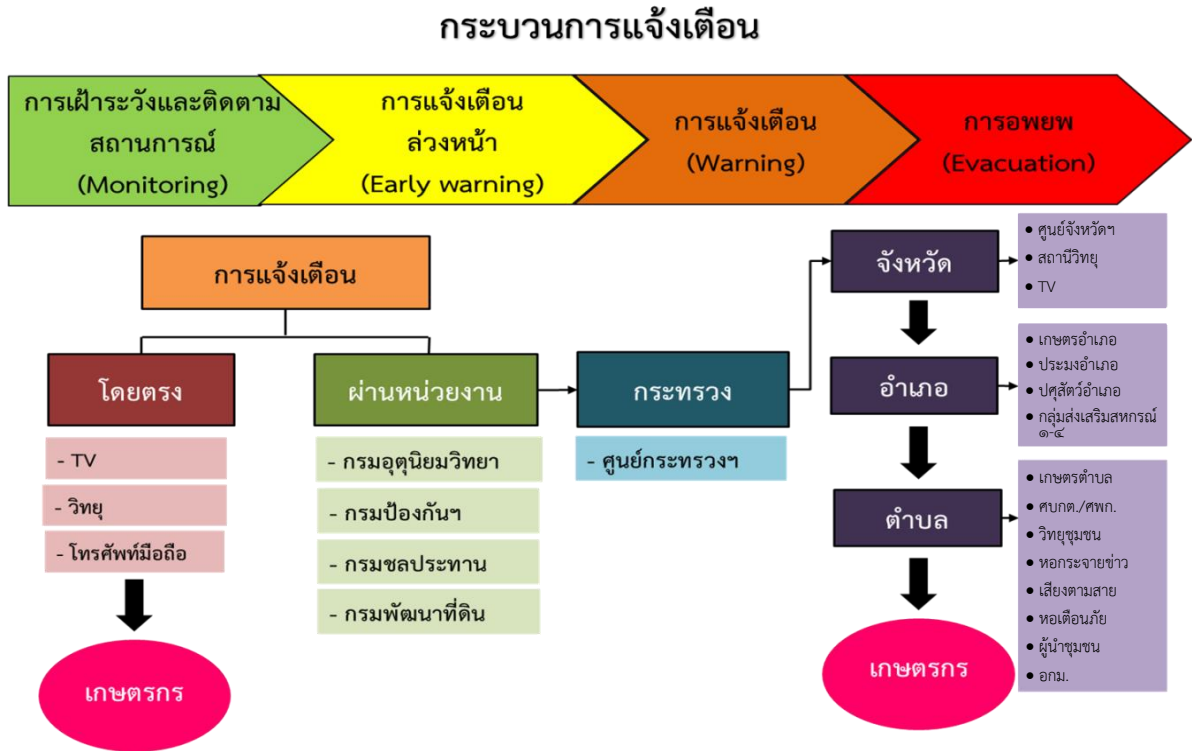 กระบวนการแจ้งเตือน
การเฝ้าระวังและติดตาม
สถานการณ์
(Monitoring)
การแจ้งเตือน
ล่วงหน้า
(Early warning)
การแจ้งเตือน
(Warning)
การอพยพ
(Evacuation)
การแจ้งเตือน
โดยตรง
- TV
- วิทยุ
- โทรศัพท์มือถือ
เกษตรกร
ผ่านหน่วยงาน
- กรมอุตุนิยมวิทยา
- กรมป้องกันฯ
- กรมชลประทาน
- กรมพัฒนาที่ดิน
กระทรวง
- ศูนย์กระทรวงฯ
จังหวัด
• ศูนย์จังหวัดฯ
• สถานีวิทยุ
• TV
อำเภอ
• เกษตรอำเภอ
• ประมงอำเภอ
• ปศุสัตว์อำเภอ
• กลุ่มส่งเสริมสหกรณ์
๑-๔
ตำบล
• เกษตรตำบล
• ศบกต./ศพก.
• วิทยุชุมชน
• หอกระจายข่าว
• เสียงตามสาย
• หอเตือนภัย
• ผู้นำชุมชน
• อกม.
เกษตรกร